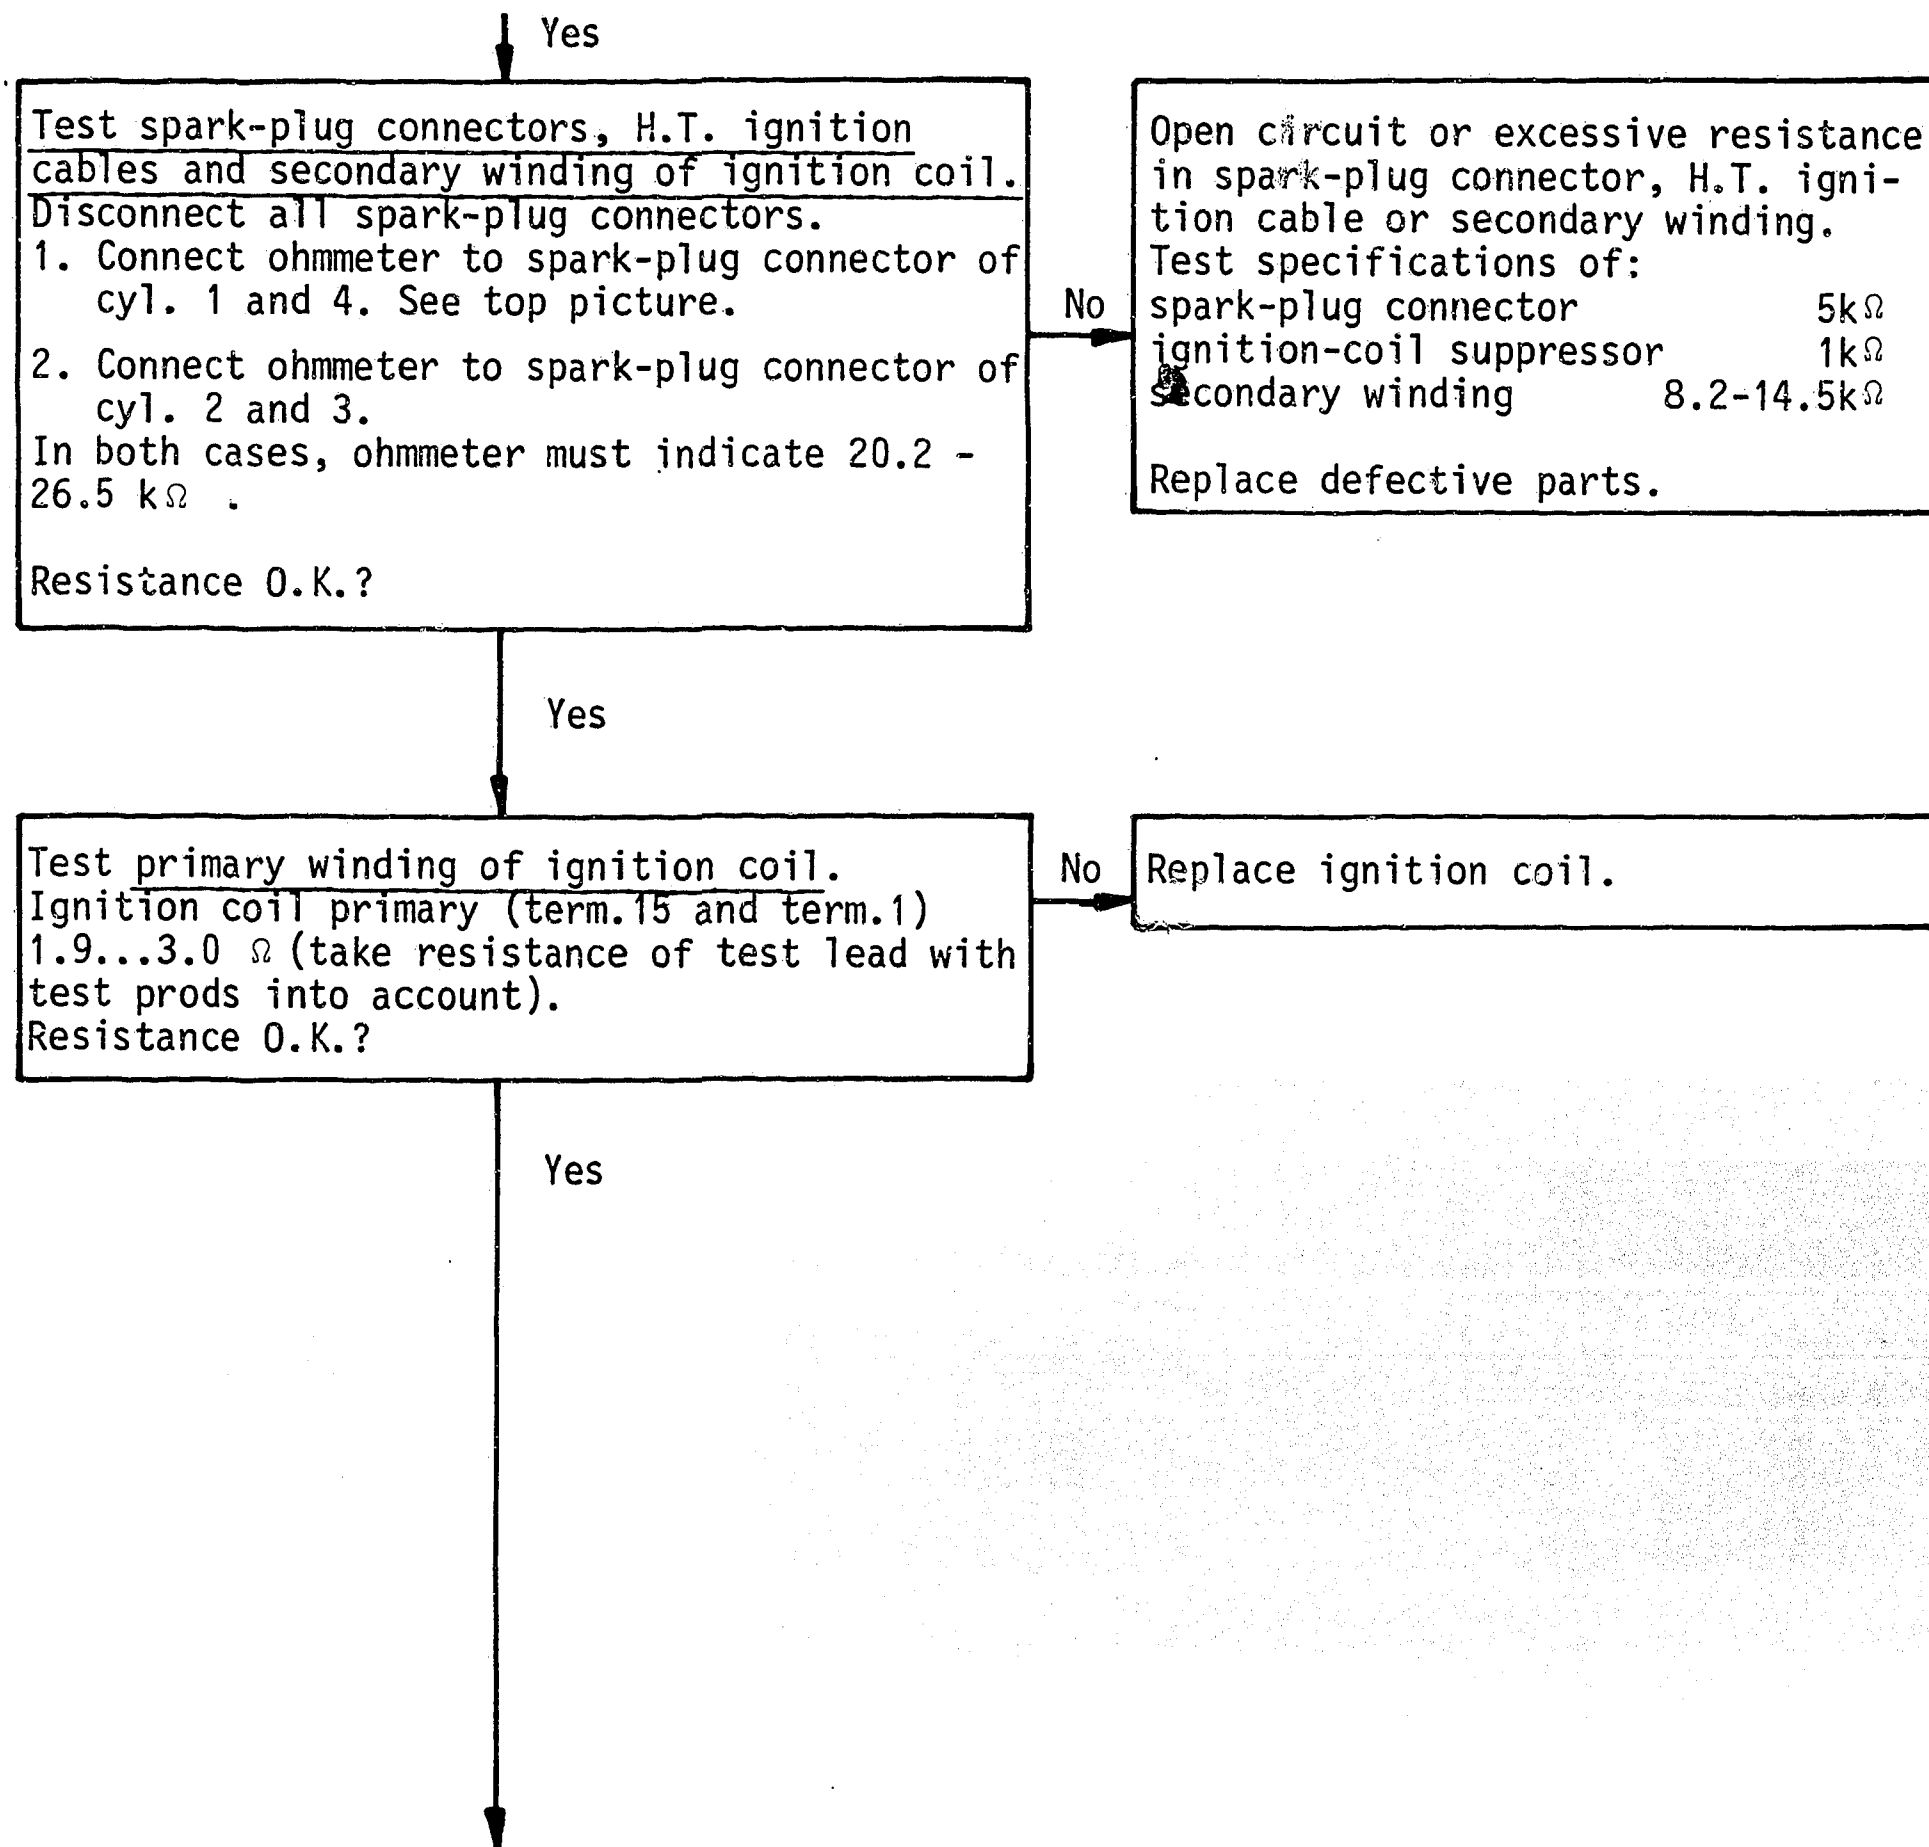 Yes
Test spark-plug connectors, H.T. ignition
cables and secondary winding of ignition coil.
Disconnect all spark-plug connectors.
1. Connect ohmmeter to spark-plug connector of
cyl. 1 and 4. See top picture.
2. Connect ohmmeter to spark-plug connector of
cyl. 2 and 3.
In both cases, ohmmeter must indicate 20.2 -
26.5 kΩ .
Resistance O.K.?
No
Open circuit or excessive resistance
in spark-plug connector, H.T. igni-
tion cable or secondary winding.
Test specifications of:
spark-plug connector 5kΩ
ignition-coil suppressor 1kΩ
secondary winding 8.2-14.5kΩ
Replace defective parts.
Yes
Test primary winding of ignition coil.
Ignition coil primary (term.15 and term.1)
1.9...3.0 Ω (take resistance of test lead with
test prods into account).
Resistance O.K.?
No
Replace ignition coil.
Yes